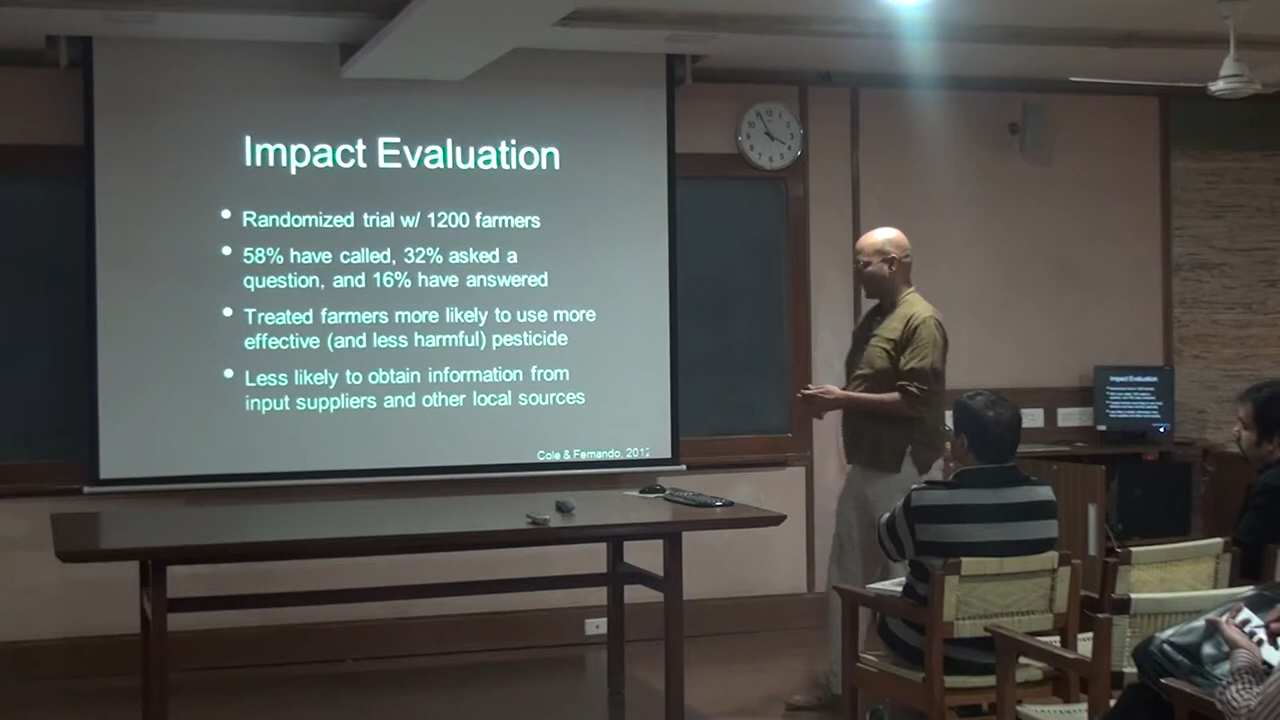 Impact Evaluation
• Randomized trial w/ 1200 farmers
• 58% have called, 32% asked a
question, and 16% have answered
• Treated farmers more likely to use more
effective (and less harmful) pesticide
• Less likely to obtain information from
input suppliers and other local sources
Cole & Fernando, 2012
Impact Evaluation